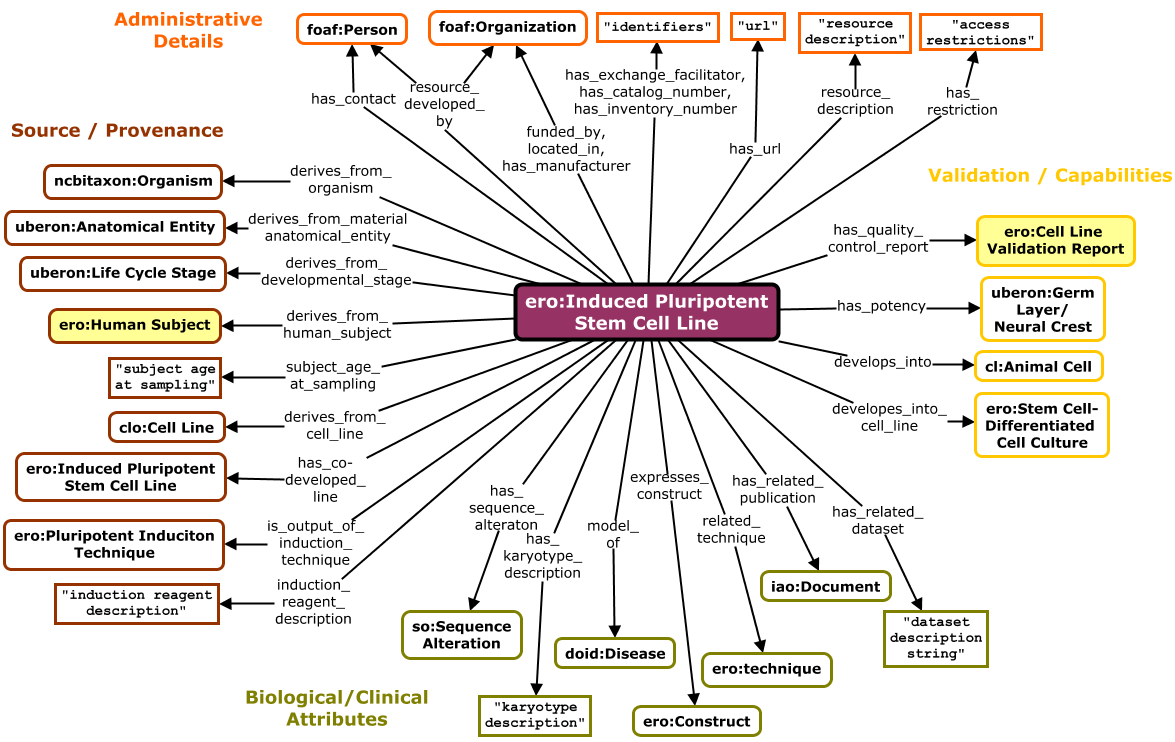 Administrative
Details
foaf:Person
foaf:Organization
"identifiers"
"url"
"resource
description"
"access
restrictions"
has_contact
resource_
developed_
by
funded_by,
located_in,
has_manufacturer
has_exchange_facilitator,
has_catalog_number,
has_inventory_number
has_url
resource_
description
has_
restriction
Source / Provenance
ncbitaxon:Organism
derives_from_
organism
uberon:Anatomical Entity
derives_from_material
anatomical_entity
uberon:Life Cycle Stage
derives_from_
developmental_stage
ero:Human Subject
derives_from_
human_subject
"subject age
at sampling"
subject_age_
at_sampling
clo:Cell Line
derives_from_
cell_line
ero:Induced Pluripotent
Stem Cell Line
has_co-
developed_
line
ero:Pluripotent Induciton
Technique
is_output_of_
induction_
technique
"induction reagent
description"
induction_
reagent_
description
ero:Induced Pluripotent
Stem Cell Line
Validation / Capabilities
has_quality_
control_report
ero:Cell Line
Validation Report
has_potency
uberon:Germ
Layer/
Neural Crest
develops_into
cl:Animal Cell
developes_into_
cell_line
ero:Stem Cell-
Differentiated
Cell Culture
has_
sequence_
alteraton
has_
karyotype_
description
model_
of
expresses_
construct
related_
technique
has_related_
publication
has_related_
dataset
so:Sequence
Alteration
doid:Disease
ero:technique
iao:Document
"dataset
description
string"
Biological/Clinical
Attributes
"karyotype
description"
ero:Construct